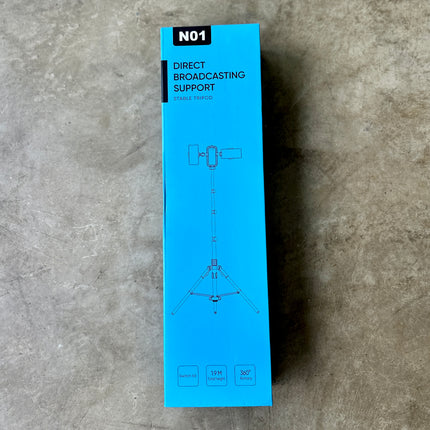 N01
DIRECT
BROADCASTING
SUPPORT
STABLE TRIPOD
1.9M
360°